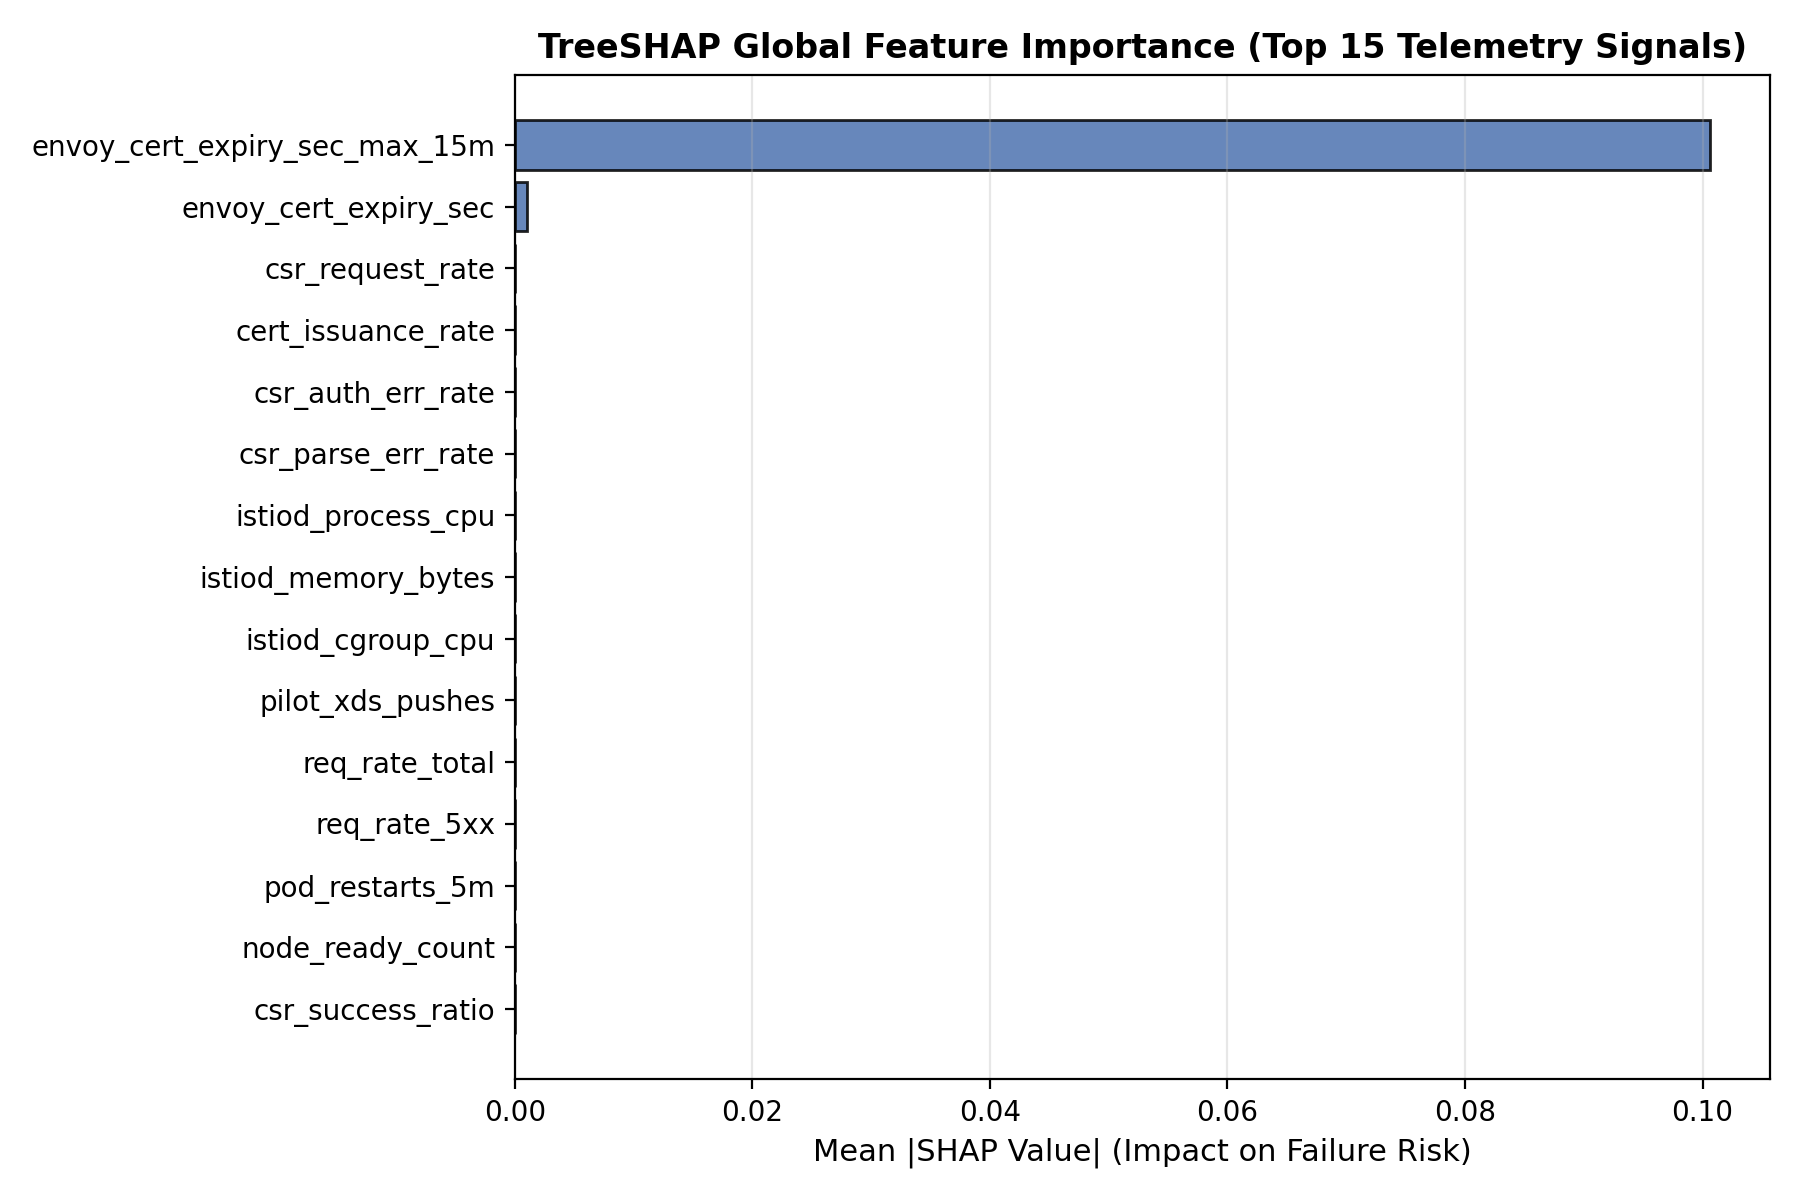 TreeSHAP Global Feature Importance (Top 15 Telemetry Signals)
envoy_cert_expiry_sec_max_15m
envoy_cert_expiry_sec
csr_request_rate
cert_issuance_rate
csr_auth_err_rate
csr_parse_err_rate
istiod_process_cpu
istiod_memory_bytes
istiod_cgroup_cpu
pilot_xds_pushes
req_rate_total
req_rate_5xx
pod_restarts_5m
node_ready_count
csr_success_ratio
0.00 0.02 0.04 0.06 0.08 0.10
Mean |SHAP Value| (Impact on Failure Risk)